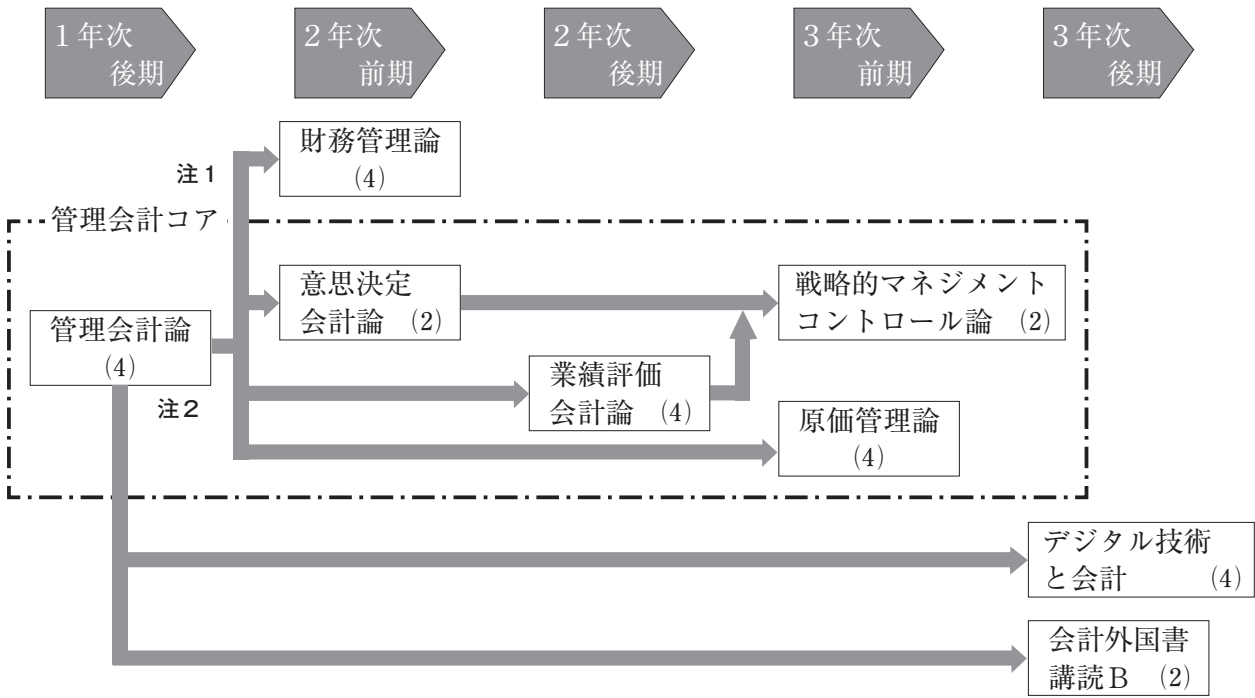 1年次
後期
2年次
前期
2年次
後期
3年次
前期
3年次
後期
財務管理論
(4)
注1
管理会計コア
意思決定
会計論 (2)
戦略的マネジメント
コントロール論 (2)
管理会計論
(4)
注2
業績評価
会計論 (4)
原価管理論
(4)
デジタル技術
と会計 (4)
会計外国書
講読B (2)